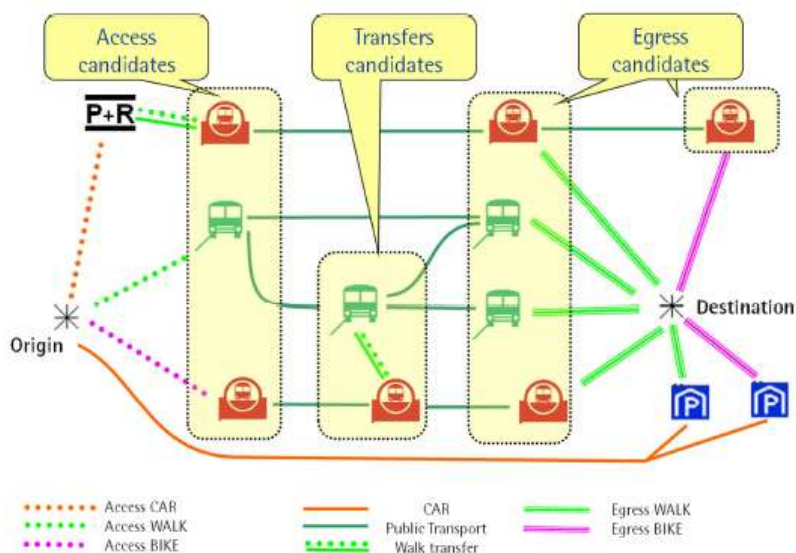 Access
candidates
Transfers
candidates
Egress
candidates
P+R
Origin
Destination
P
P
Access CAR
Access WALK
Access BIKE
CAR
Public Transport
Walk transfer
Egress WALK
Egress BIKE